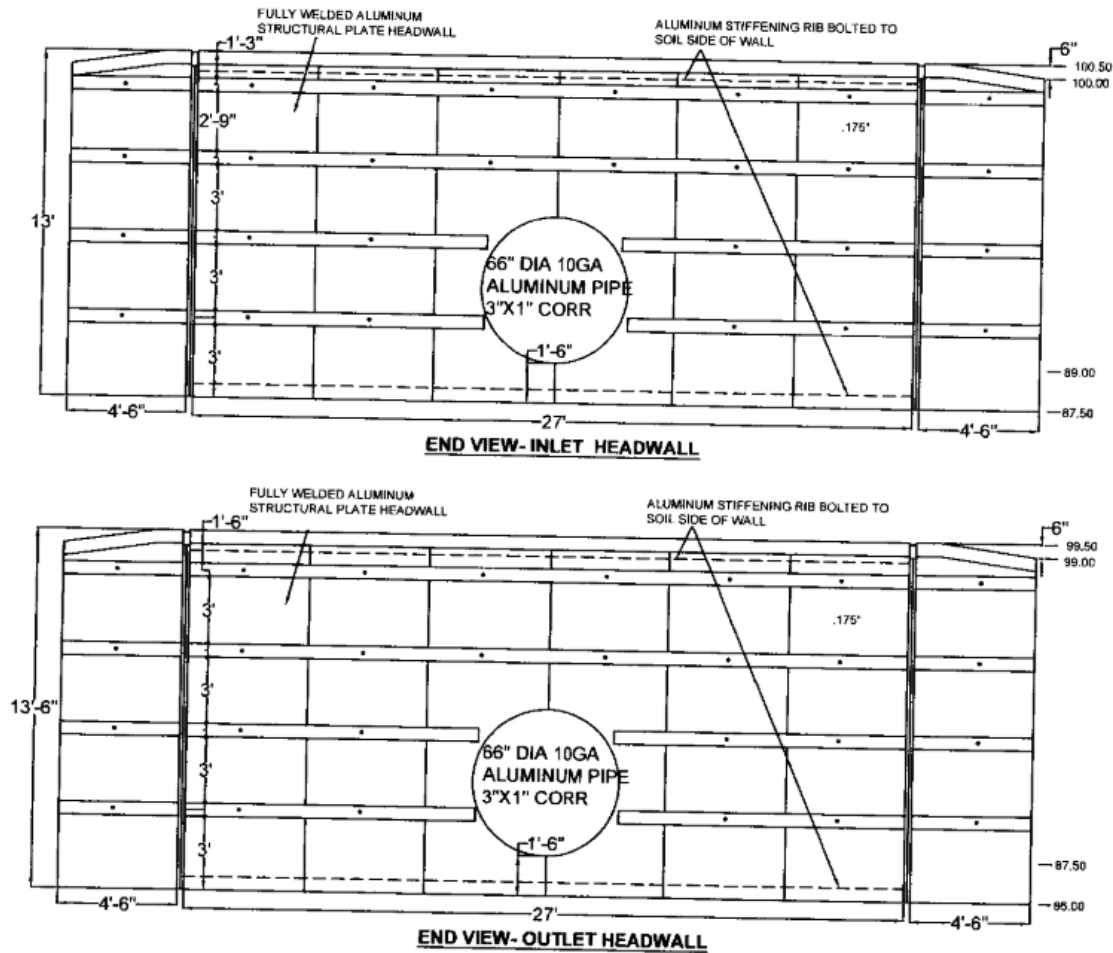 FULLY WELDED ALUMINUM
STRUCTURAL PLATE HEADWALL
ALUMINUM STIFFENING RIB BOLTED TO
SOIL SIDE OF WALL
1'-3"
6"
100.50
100.00
2'-9"
.175"
3'
13'
66" DIA 10GA
ALUMINUM PIPE
3"X1" CORR
3'
1'-6"
3'
89.00
87.50
4'-6"
27'
4'-6"
END VIEW- INLET HEADWALL
FULLY WELDED ALUMINUM
STRUCTURAL PLATE HEADWALL
ALUMINUM STIFFENING RIB BOLTED TO
SOIL SIDE OF WALL
1'-6"
6"
99.50
99.00
3'
.175"
3'
13'-6"
66" DIA 10GA
ALUMINUM PIPE
3"X1" CORR
3'
1'-6"
3'
87.50
4'-6"
27'
4'-6"
END VIEW- OUTLET HEADWALL